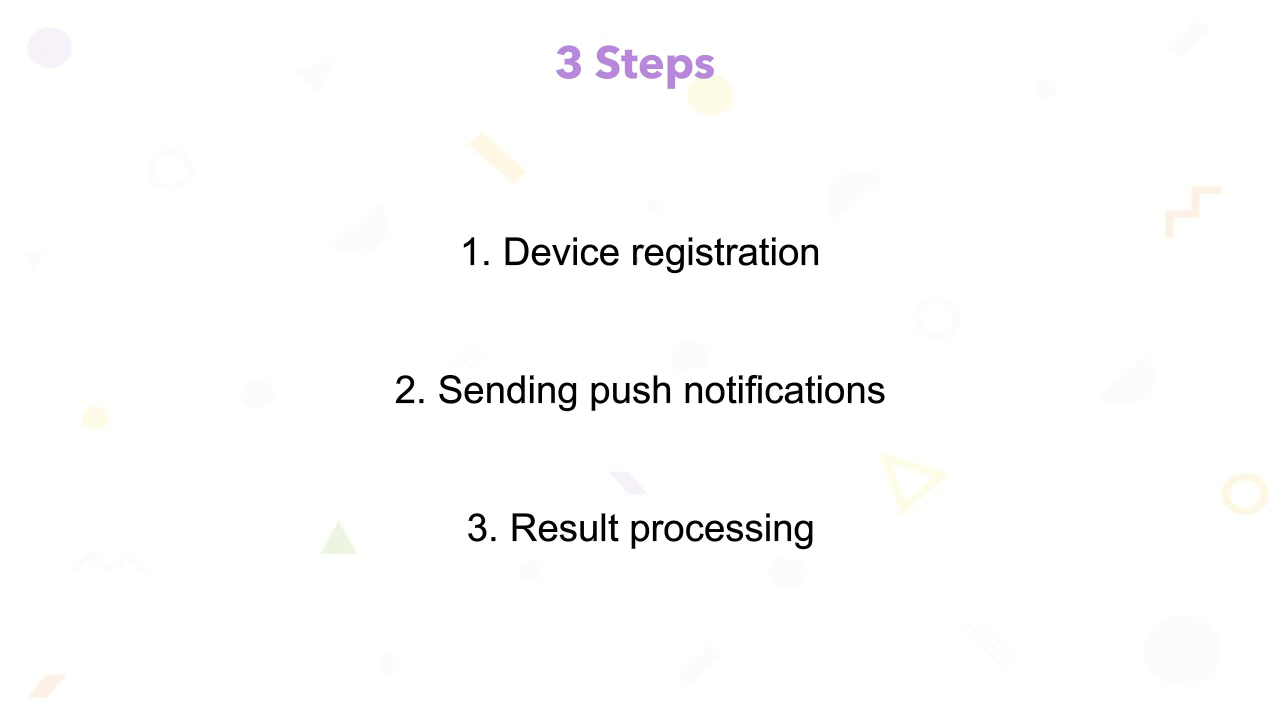 3 Steps
1. Device registration
2. Sending push notifications
3. Result processing